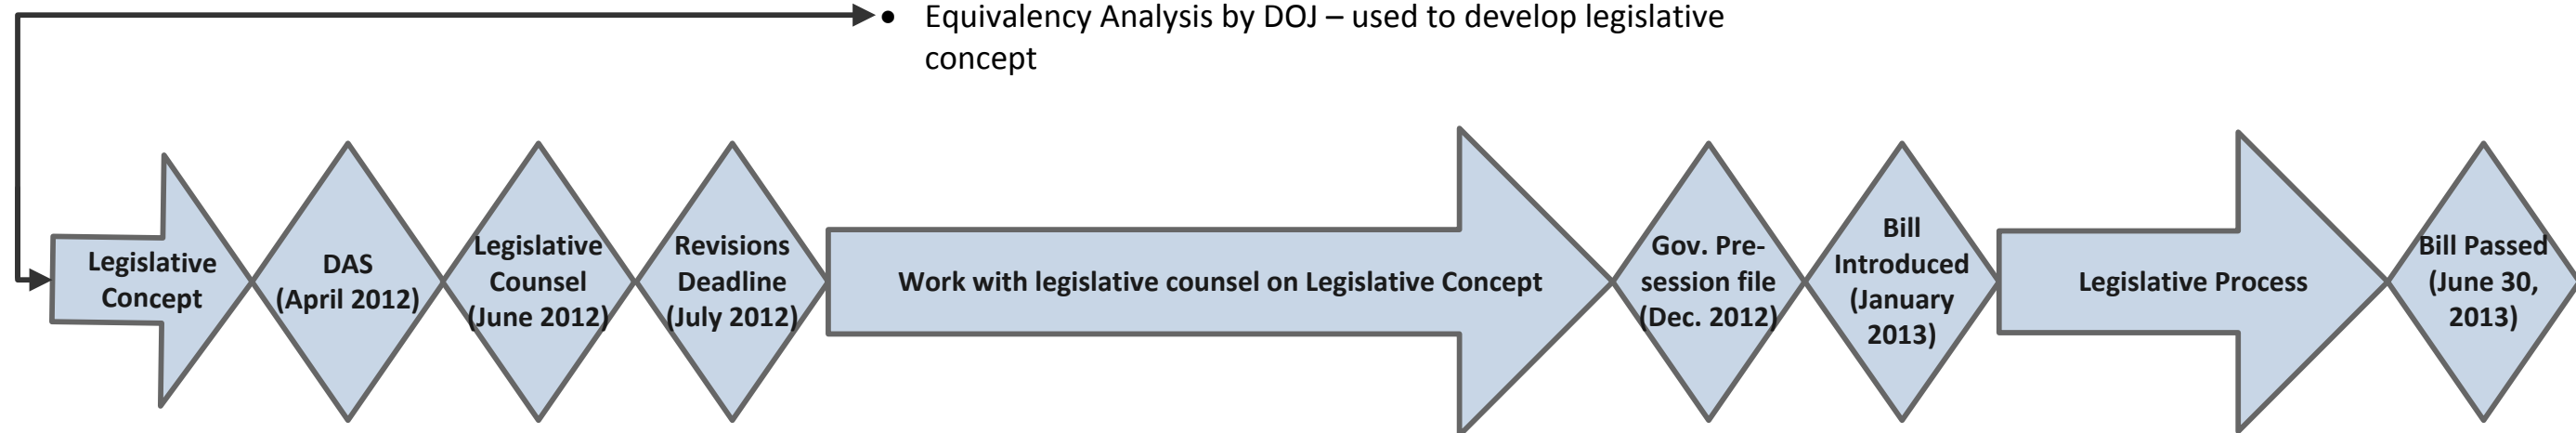 • Equivalency Analysis by DOJ – used to develop legislative
concept
Legislative
Concept
DAS
(April 2012)
Legislative
Counsel
(June 2012)
Revisions
Deadline
(July 2012)
Work with legislative counsel on Legislative Concept
Gov. Pre-
session file
(Dec. 2012)
Bill
Introduced
(January
2013)
Legislative Process
Bill Passed
(June 30,
2013)